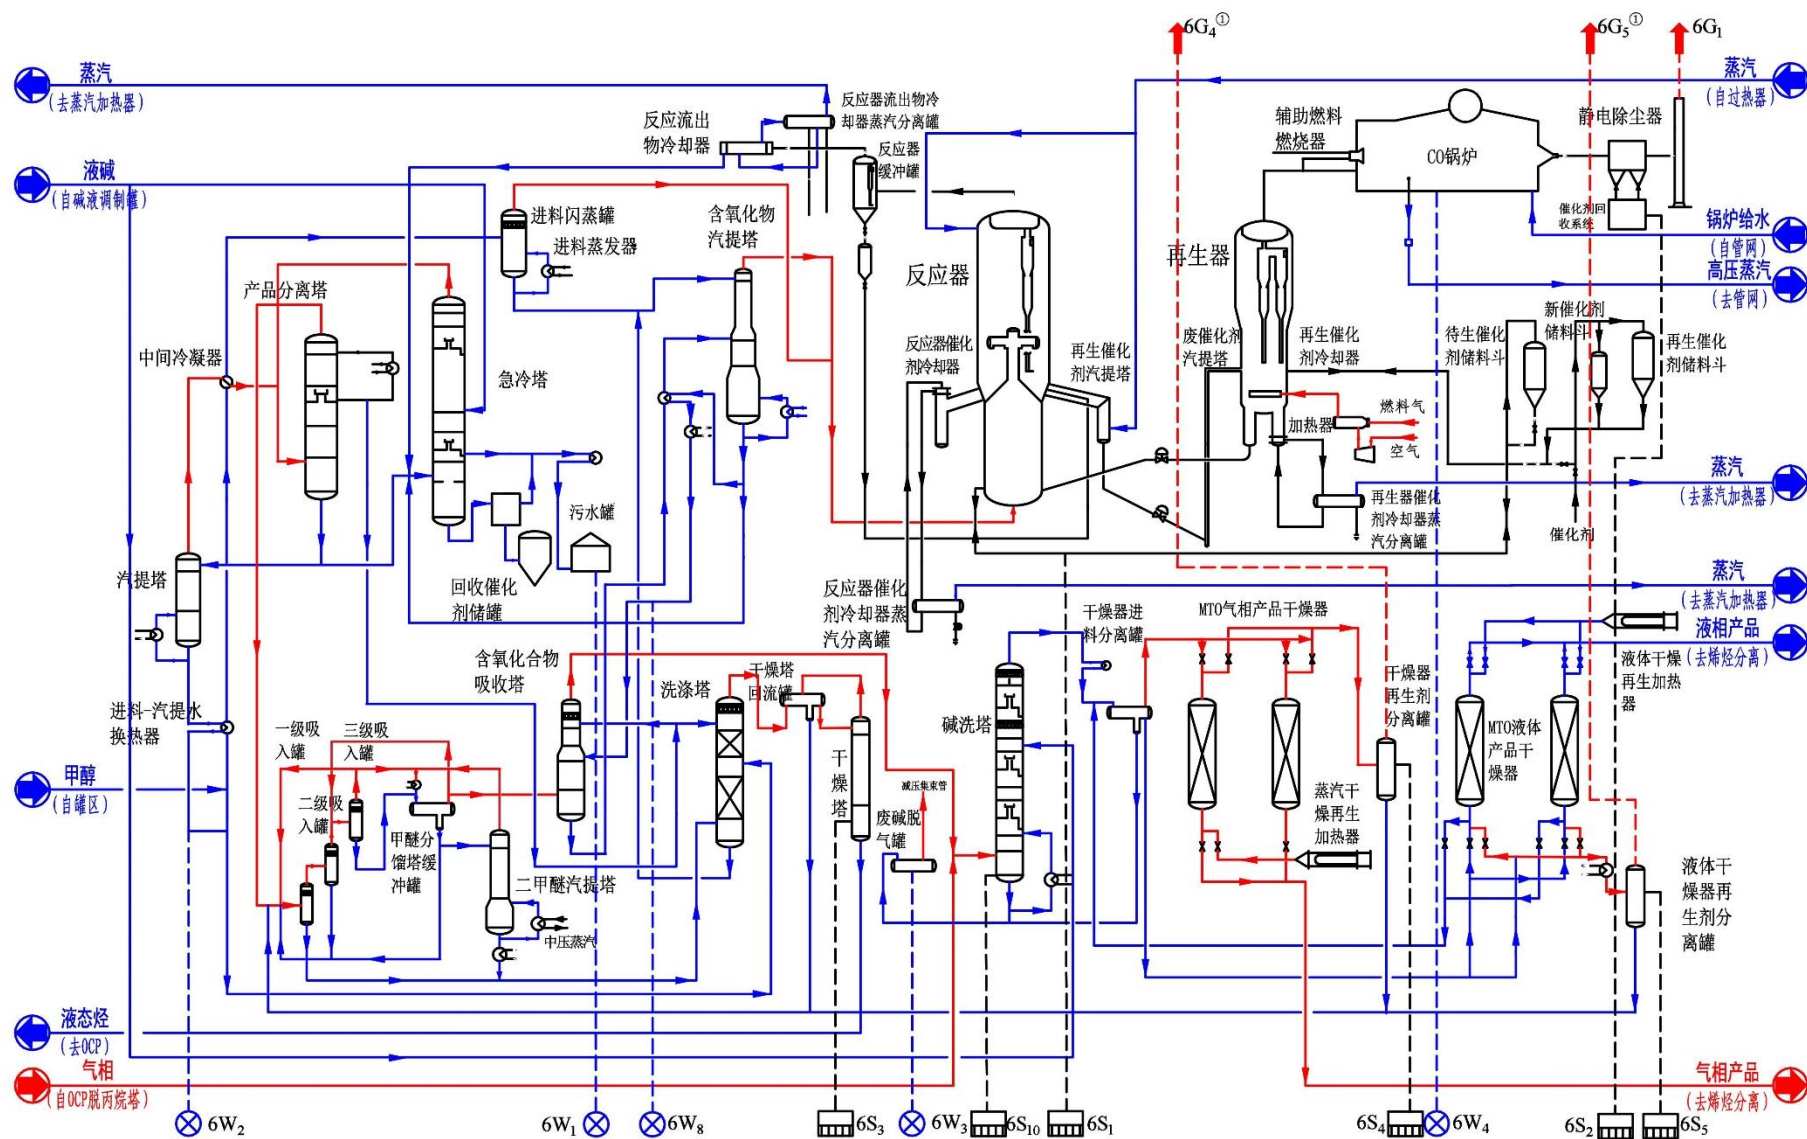 6G₄①
6G₅①
6G₁
蒸汽
(去蒸汽加热器)
反应流出
物冷却器
反应器流出物冷
却器蒸汽分离罐
反应器
缓冲罐
辅助燃料
燃烧器
CO锅炉
静电除尘器
蒸汽
(自过热器)
催化剂回
收系统
液碱
(自碱液调制罐)
进料闪蒸罐
进料蒸发器
含氧化物
汽提塔
反应器
再生器
锅炉给水
(自管网)
高压蒸汽
(去管网)
产品分离塔
中间冷凝器
急冷塔
反应器催化
剂冷却器
再生催化
剂汽提塔
废催化剂
汽提塔
再生催化
剂冷却器
待生催化
剂储料斗
新催化剂
储料斗
再生催化
剂储料斗
加热器
燃料气
空气
蒸汽
(去蒸汽加热器)
再生器催化
剂冷却器蒸
汽分离罐
催化剂
污水罐
回收催化
剂储罐
汽提塔
反应器催化
剂冷却器蒸
汽分离罐
干燥器进
料分离罐
MTO气相产品干燥器
蒸汽
(去蒸汽加热器)
液相产品
(去烯烃分离)
液体干燥
再生加热
器
进料-汽提水
换热器
含氧化合物
吸收塔
洗涤塔
干燥塔
回流罐
碱洗塔
干燥器
再生剂
分离罐
MTO液体
产品干
燥器
一级吸
入罐
三级吸
入罐
二级吸
入罐
甲醇
(自罐区)
甲醚分
馏塔缓
冲罐
二甲醚汽提塔
中压蒸汽
干
燥
塔
减压集束管
废碱脱
气罐
蒸汽干
燥再生
加热器
液体干
燥器再
生剂分
离罐
液态烃
(去OCP)
气相
(自OCP脱丙烷塔)
气相产品
(去烯烃分离)
6W₂
6W₁
6W₈
6S₃
6W₃
6S₁₀
6S₁
6S₄
6W₄
6S₂
6S₅